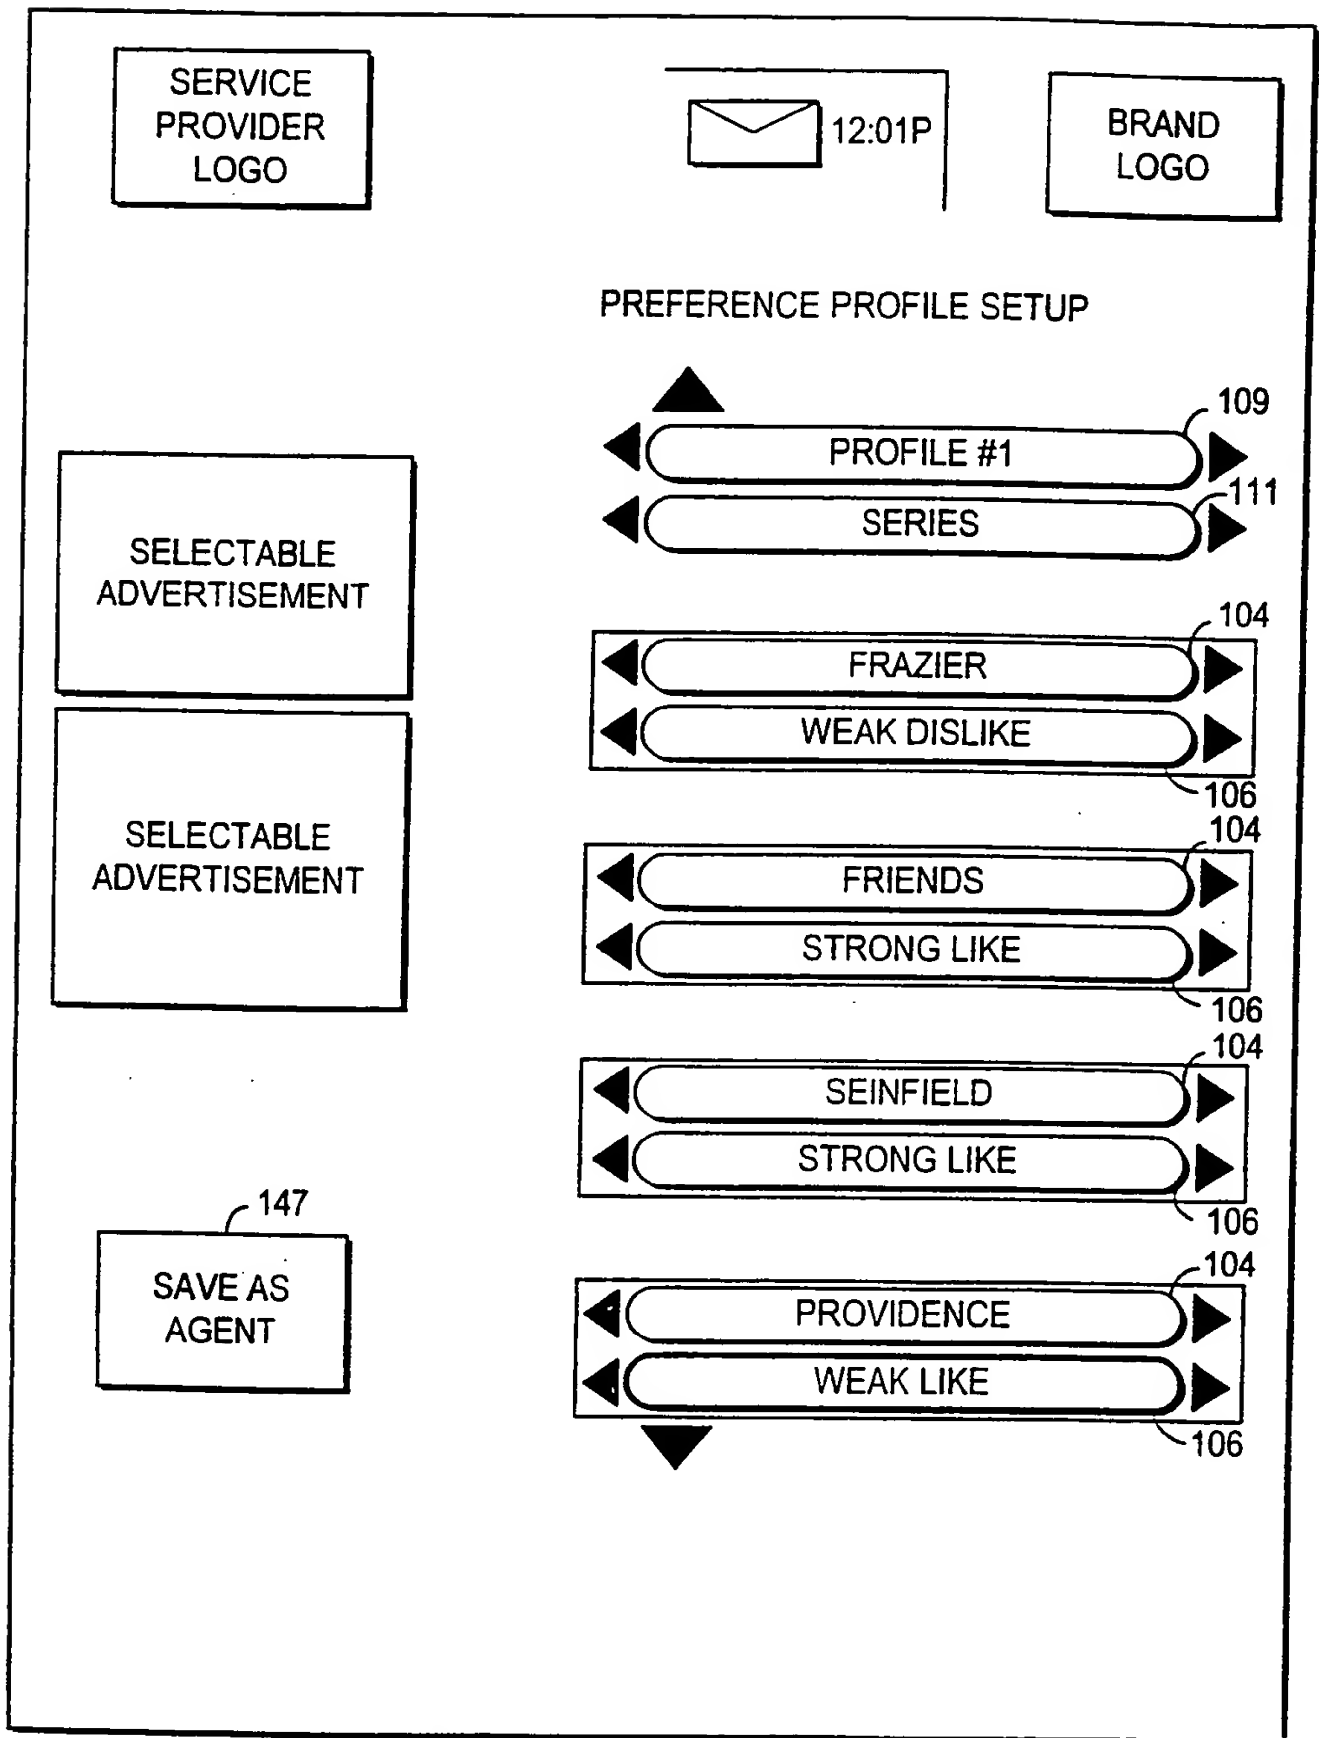 SERVICE
PROVIDER
LOGO
12:01P
BRAND
LOGO
PREFERENCE PROFILE SETUP
109
PROFILE #1
111
SERIES
SELECTABLE
ADVERTISEMENT
104
FRAZIER
WEAK DISLIKE
106
SELECTABLE
ADVERTISEMENT
104
FRIENDS
STRONG LIKE
106
104
SEINFIELD
STRONG LIKE
106
147
SAVE AS
AGENT
104
PROVIDENCE
WEAK LIKE
106